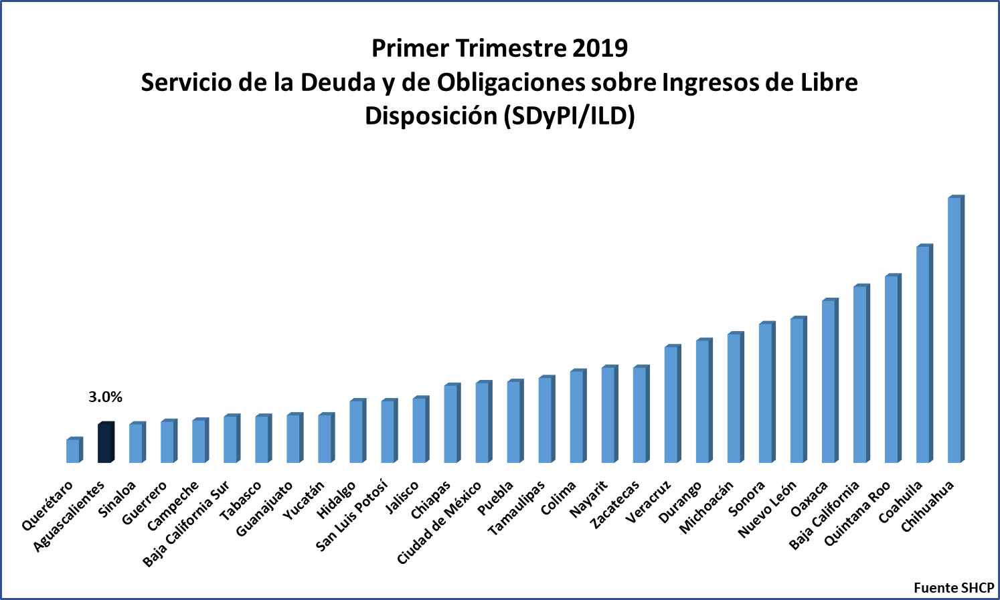 Primer Trimestre 2019
Servicio de la Deuda y de Obligaciones sobre Ingresos de Libre
Disposición (SDyPI/ILD)
3.0%
Querétaro
Aguascalientes
Sinaloa
Guerrero
Campeche
Baja California Sur
Tabasco
Guanajuato
Yucatán
Hidalgo
San Luis Potosí
Jalisco
Chiapas
Ciudad de México
Puebla
Tamaulipas
Colima
Nayarit
Zacatecas
Veracruz
Durango
Michoacán
Sonora
Nuevo León
Oaxaca
Baja California
Quintana Roo
Coahuila
Chihuahua
Fuente SHCP